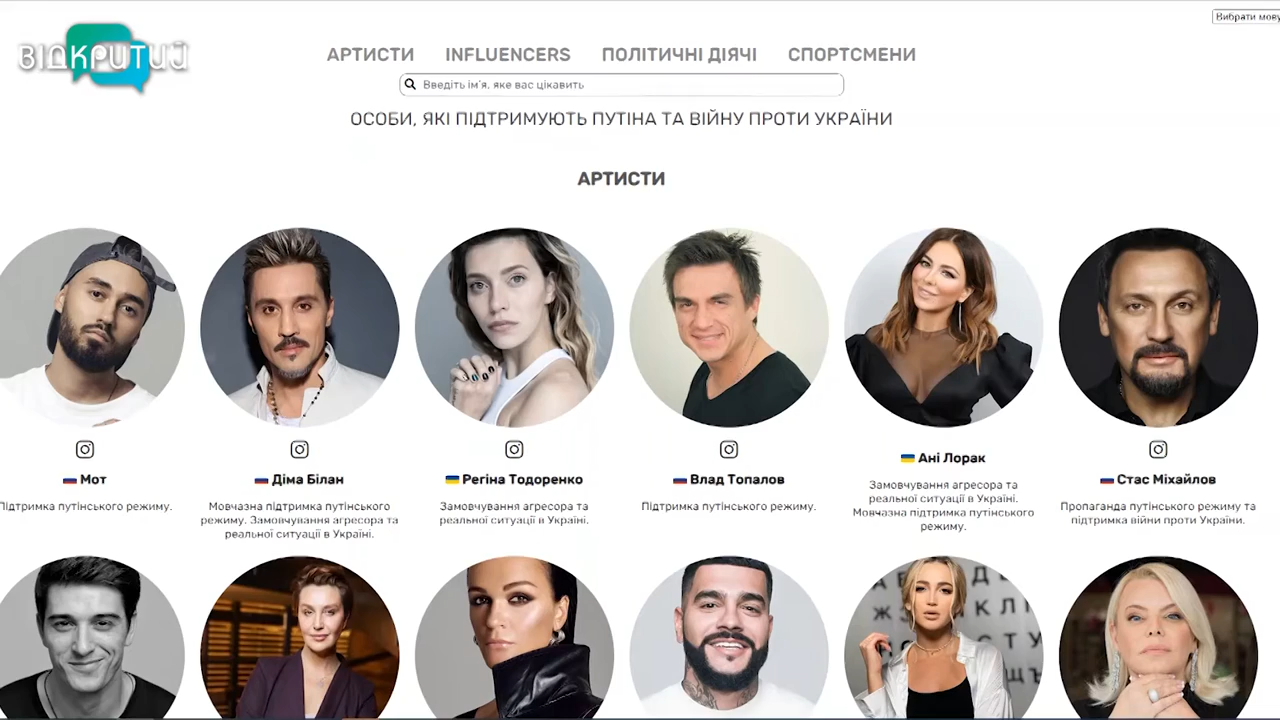 Вибрати мову
ВІДКРИТИЙ
АРТИСТИ INFLUENCERS ПОЛІТИЧНІ ДІЯЧІ СПОРТСМЕНИ
Введіть ім'я, яке вас цікавить
ОСОБИ, ЯКІ ПІДТРИМУЮТЬ ПУТІНА ТА ВІЙНУ ПРОТИ УКРАЇНИ
АРТИСТИ
Мот
Підтримка путінського режиму.
Діма Білан
Мовчазна підтримка путінського
режиму. Замовчування агресора та
реальної ситуації в Україні.
Регіна Тодоренко
Замовчування агресора та
реальної ситуації в Україні.
Влад Топалов
Підтримка путінського режиму.
Ані Лорак
Замовчування агресора та
реальної ситуації в Україні.
Мовчазна підтримка путінського
режиму.
Стас Міхайлов
Пропаганда путінського режиму та
підтримка війни проти України.